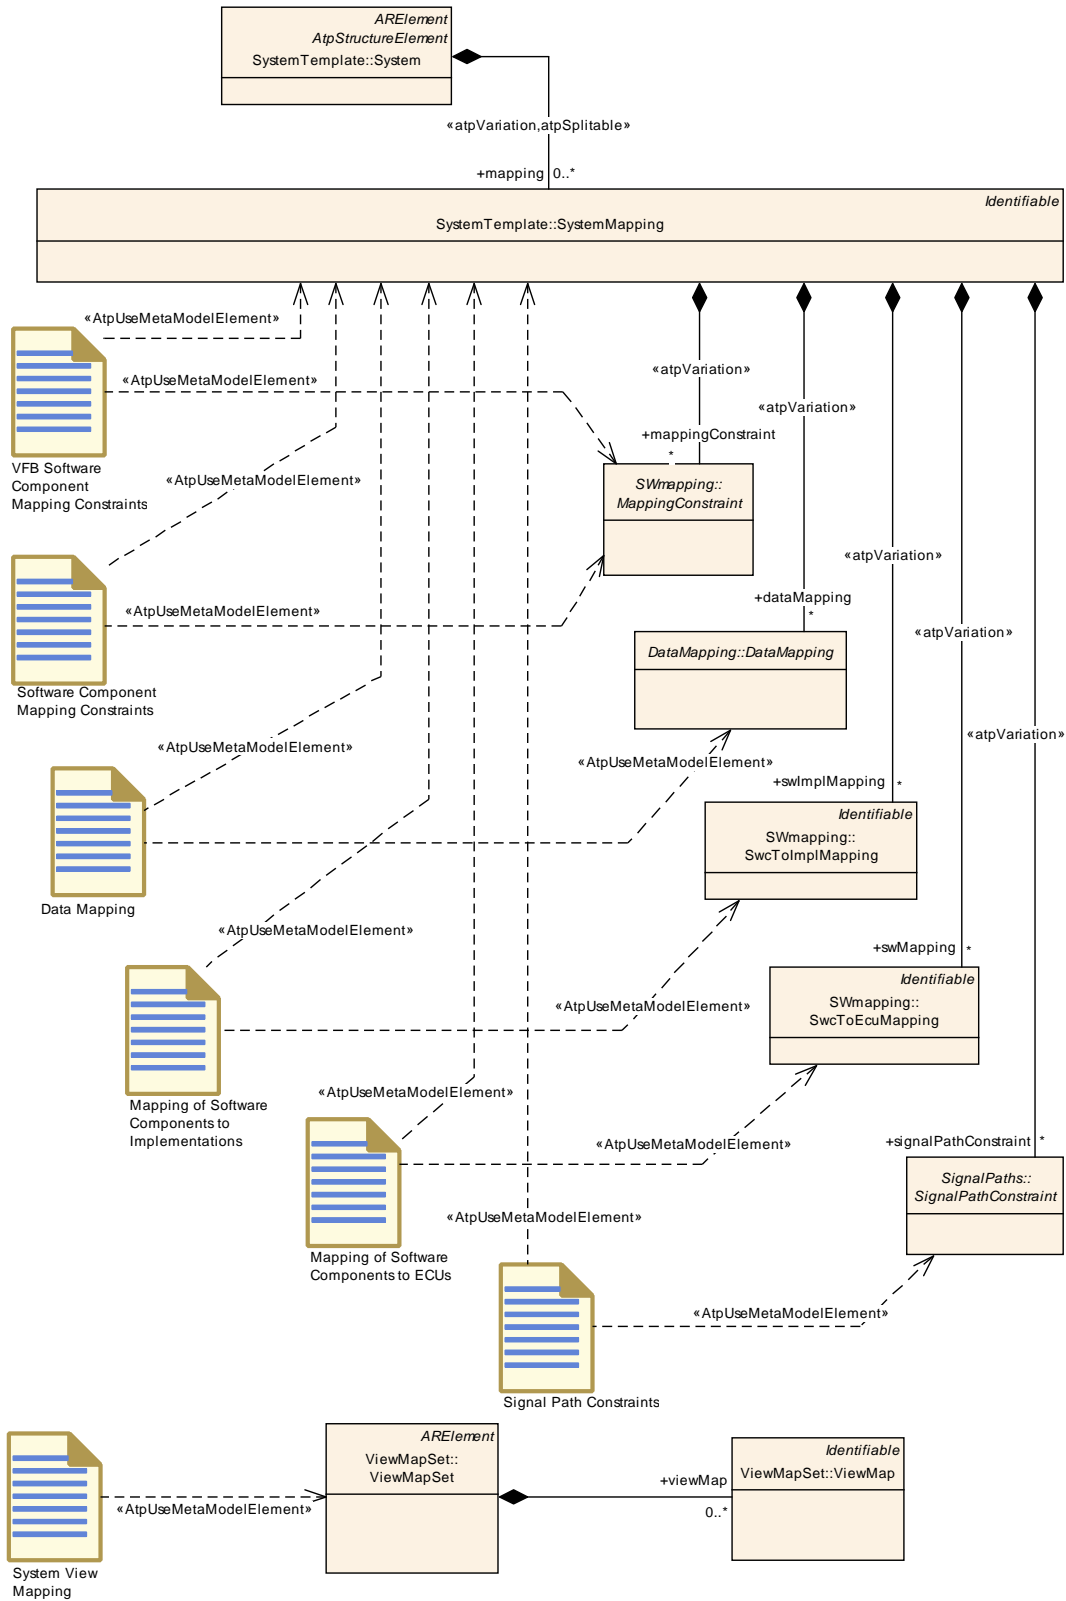 ARElement
AtpStructureElement
SystemTemplate::System
«atpVariation,atpSplitable»
+mapping 0..*
Identifiable
SystemTemplate::SystemMapping
«AtpUseMetaModelElement»
«AtpUseMetaModelElement»
«atpVariation»
«atpVariation»
+mappingConstraint
*
VFB Software
Component
Mapping Constraints
«AtpUseMetaModelElement»
SWmapping::
MappingConstraint
«atpVariation»
+dataMapping
*
«AtpUseMetaModelElement»
«atpVariation»
DataMapping::DataMapping
Software Component
Mapping Constraints
«atpVariation»
«AtpUseMetaModelElement»
«AtpUseMetaModelElement»
+swImplMapping *
Identifiable
SWmapping::
SwcToImplMapping
Data Mapping
«AtpUseMetaModelElement»
+swMapping *
Identifiable
SWmapping::
SwcToEcuMapping
«AtpUseMetaModelElement»
Mapping of Software
Components to
Implementations
«AtpUseMetaModelElement»
«AtpUseMetaModelElement»
+signalPathConstraint *
SignalPaths::
SignalPathConstraint
«AtpUseMetaModelElement»
Mapping of Software
Components to ECUs
«AtpUseMetaModelElement»
Signal Path Constraints
ARElement
ViewMapSet::
ViewMapSet
Identifiable
ViewMapSet::ViewMap
+viewMap
0..*
«AtpUseMetaModelElement»
System View
Mapping